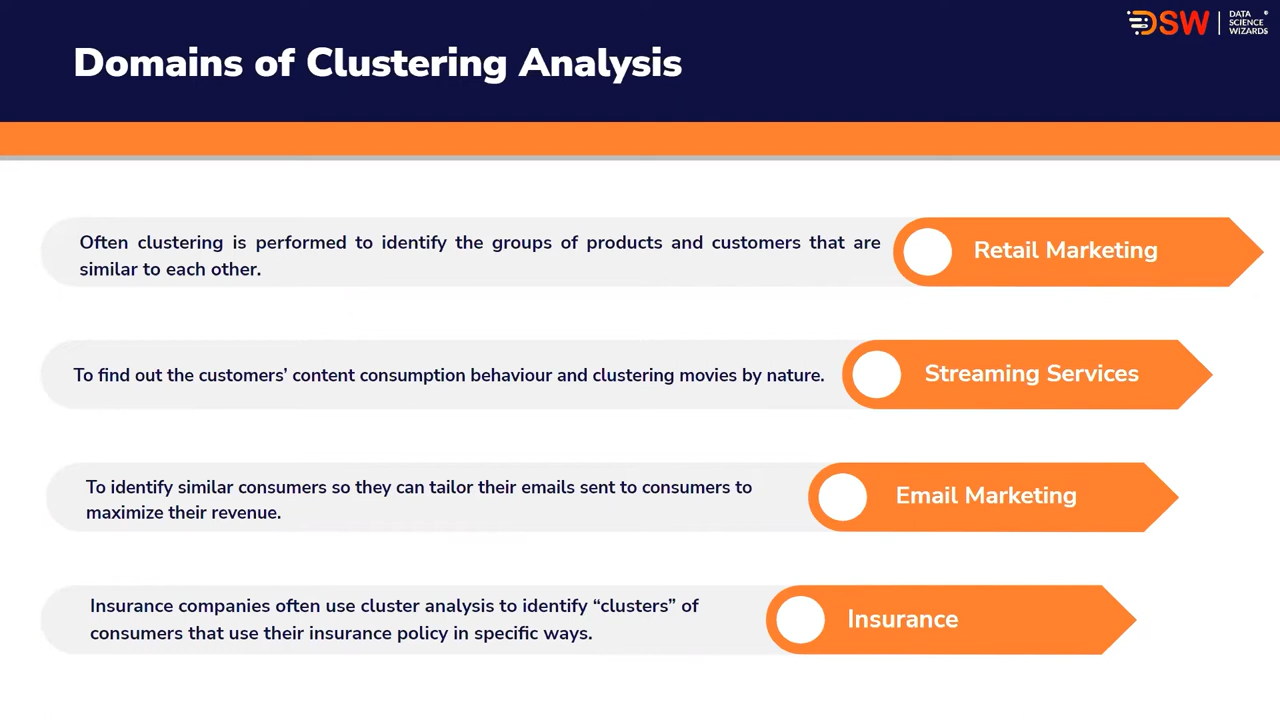 Domains of Clustering Analysis
DSW
DATA
SCIENCE
WIZARDS
®
Often clustering is performed to identify the groups of products and customers that are
similar to each other.
Retail Marketing
To find out the customers’ content consumption behaviour and clustering movies by nature.
Streaming Services
To identify similar consumers so they can tailor their emails sent to consumers to
maximize their revenue.
Email Marketing
Insurance companies often use cluster analysis to identify “clusters” of
consumers that use their insurance policy in specific ways.
Insurance